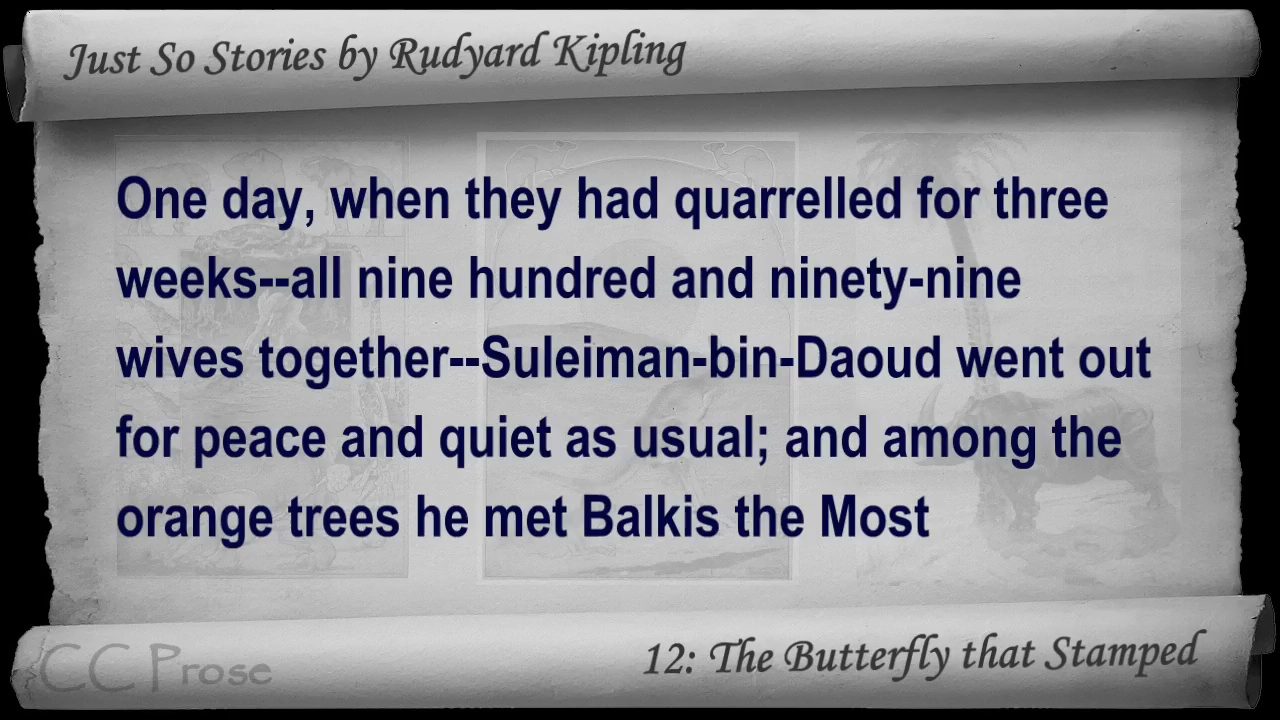 Just So Stories by Rudyard Kipling
One day, when they had quarrelled for three
weeks--all nine hundred and ninety-nine
wives together--Suleiman-bin-Daoud went out
for peace and quiet as usual; and among the
orange trees he met Balkis the Most
12: The Butterfly that Stamped
CC Prose